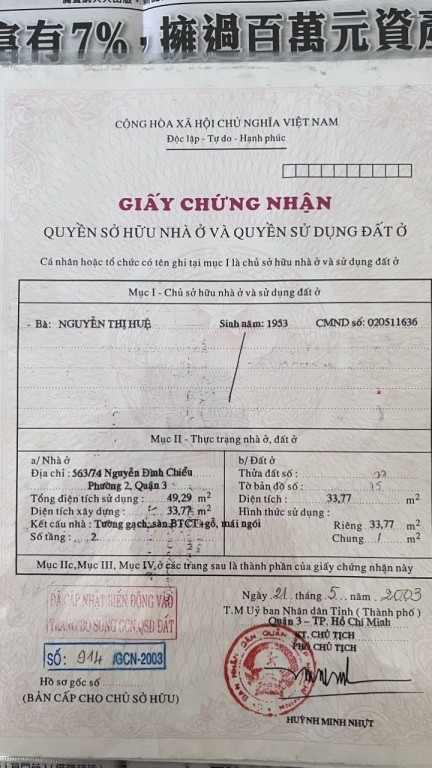 富有7%，擁過百萬元資產
CỘNG HÒA XÃ HỘI CHỦ NGHĨA VIỆT NAM
Độc lập - Tự do - Hạnh phúc
GIẤY CHỨNG NHẬN
QUYỀN SỞ HỮU NHÀ Ở VÀ QUYỀN SỬ DỤNG ĐẤT Ở
Cá nhân hoặc tổ chức có tên ghi tại mục I là chủ sở hữu nhà ở và sử dụng đất ở
Mục I - Chủ sở hữu nhà ở và sử dụng đất ở
- Bà: NGUYỄN THỊ HUỆ Sinh năm: 1953 CMND số: 020511636
Mục II - Thực trạng nhà ở, đất ở
a/ Nhà ở
Địa chỉ : 563/74 Nguyễn Đình Chiểu
Phường 2, Quận 3
Tổng diện tích sử dụng : 49,29 m2
Diện tích xây dựng : 33,77 m2
Kết cấu nhà : Tường gạch, sàn BTCT+gỗ, mái ngói
Số tầng : 2
b/ Đất ở
Thửa đất số :
Tờ bản đồ số : 15
Diện tích : 33,77 m2
Hình thức sử dụng :
Riêng 33,77 m2
Chung / m2
Mục IIc, Mục III, Mục IV, ở các trang sau là thành phần của giấy chứng nhận này
ĐÃ CẬP NHẬT BIẾN ĐỘNG VÀO
TRANG BỔ SUNG GCN.QSD ĐẤT
SỐ: 914 /GCN-2003
Hồ sơ gốc số
(BẢN CẤP CHO CHỦ SỞ HỮU)
Ngày 21 tháng 5 năm 2003
T.M Uỷ ban Nhân dân Tỉnh ( Thành phố )
Quận 3 – TP. Hồ Chí Minh
KT. CHỦ TỊCH
PHÓ CHỦ TỊCH
HUỲNH MINH NHỰT